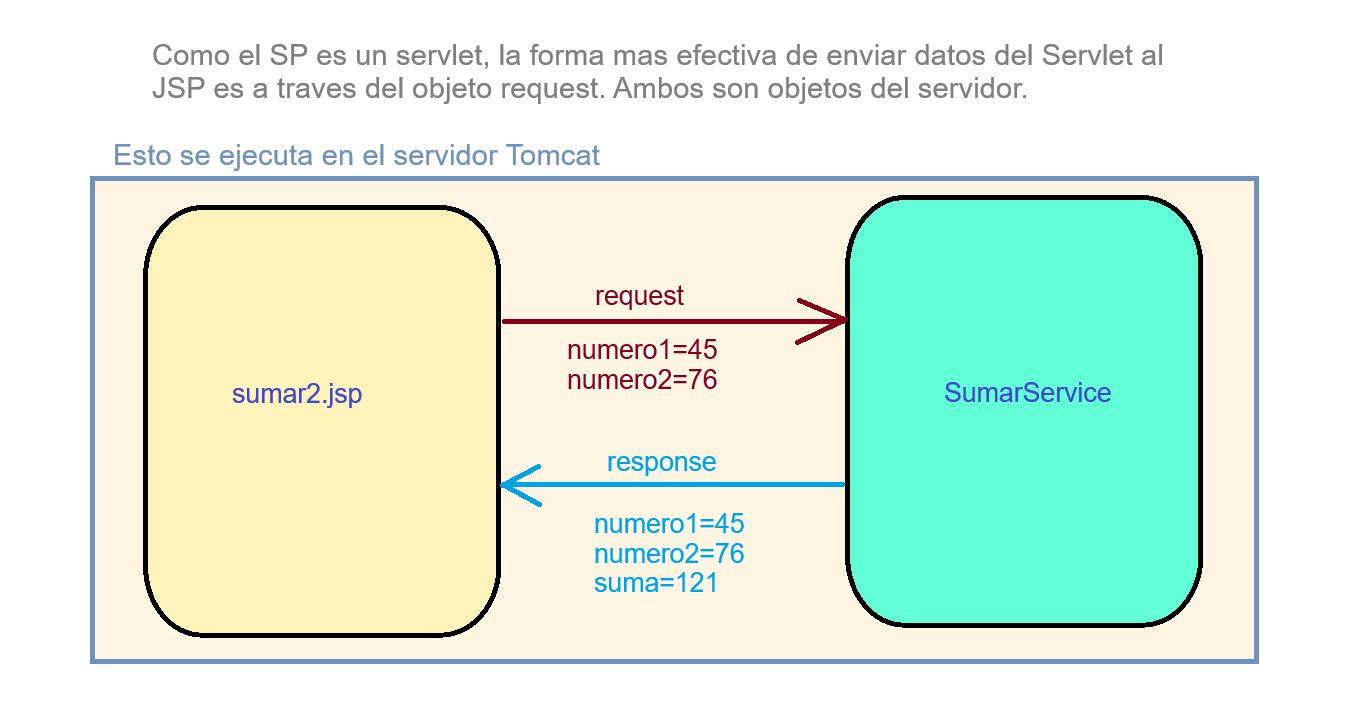 Como el SP es un servlet, la forma mas efectiva de enviar datos del Servlet al
JSP es a traves del objeto request. Ambos son objetos del servidor.
Esto se ejecuta en el servidor Tomcat
request
numero1=45
numero2=76
sumar2.jsp
SumarService
response
numero1=45
numero2=76
suma=121